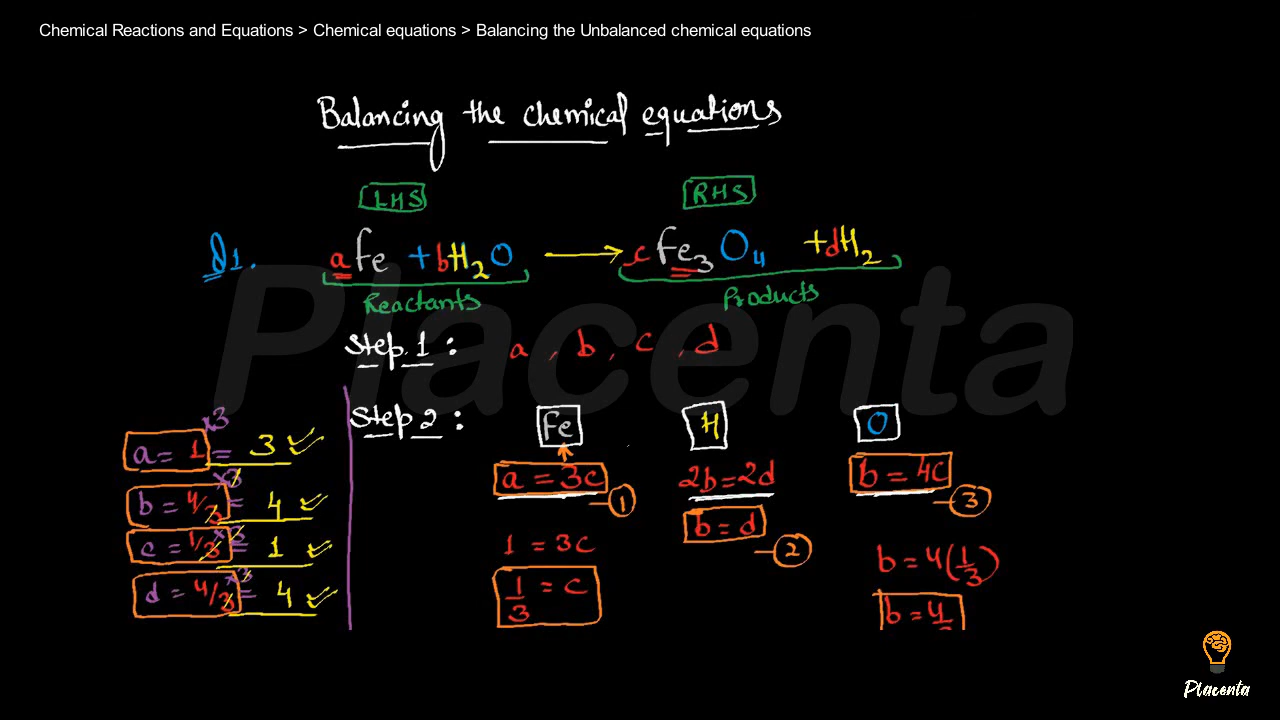 Chemical Reactions and Equations > Chemical equations > Balancing the Unbalanced chemical equations
Balancing the chemical equations
LHS RHS
Q1. aFe + bH₂O → cFe₃O₄ + dH₂
Reactants Products
Step 1 : a , b , c , d
Step 2 : Fe H O
a = 3c ① 2b = 2d b = 4c ③
b = d ②
1 = 3c
1/3 = c
b = 4(1/3)
b = 4/
a = 1 ×3 = 3 ✓
b = 4/3 ×3 = 4 ✓
c = 1/3 ×3 = 1 ✓
d = 4/3 ×3 = 4 ✓
Placenta
Placenta